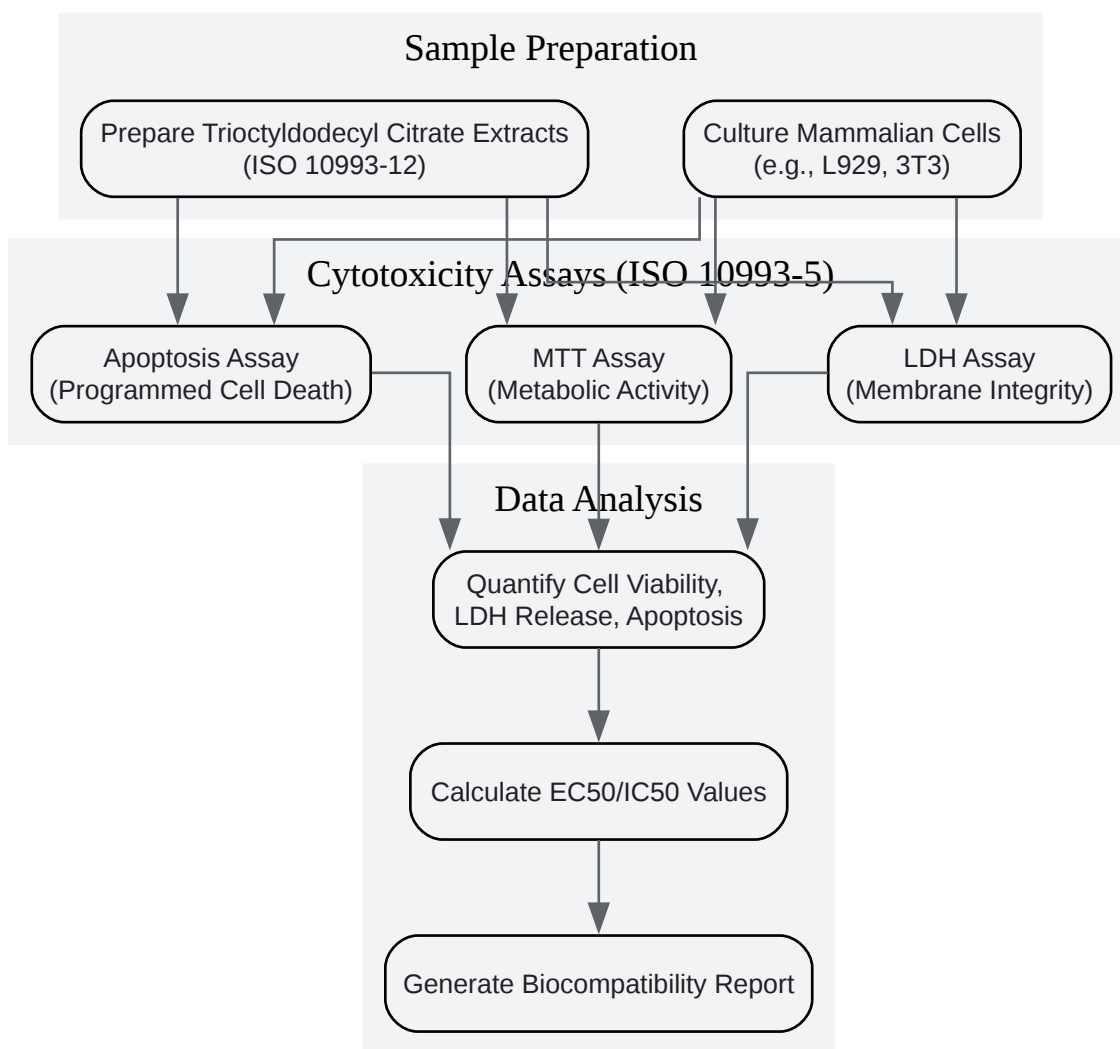 Sample Preparation
Prepare Trioctyldodecyl Citrate Extracts
(ISO 10993-12)
Culture Mammalian Cells
(e.g., L929, 3T3)
Cytotoxicity Assays (ISO 10993-5)
Apoptosis Assay
(Programmed Cell Death)
MTT Assay
(Metabolic Activity)
LDH Assay
(Membrane Integrity)
Data Analysis
Quantify Cell Viability,
LDH Release, Apoptosis
Calculate EC50/IC50 Values
Generate Biocompatibility Report